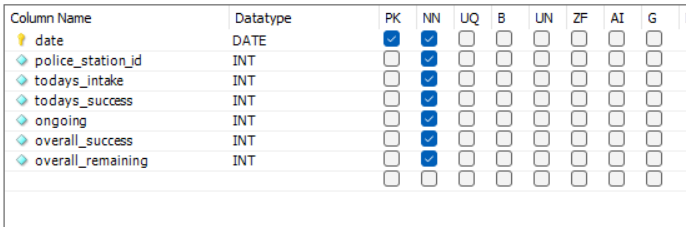 Column Name Datatype PK NN UQ B UN ZF AI G
date DATE
police_station_id INT
todays_intake INT
todays_success INT
ongoing INT
overall_success INT
overall_remaining INT